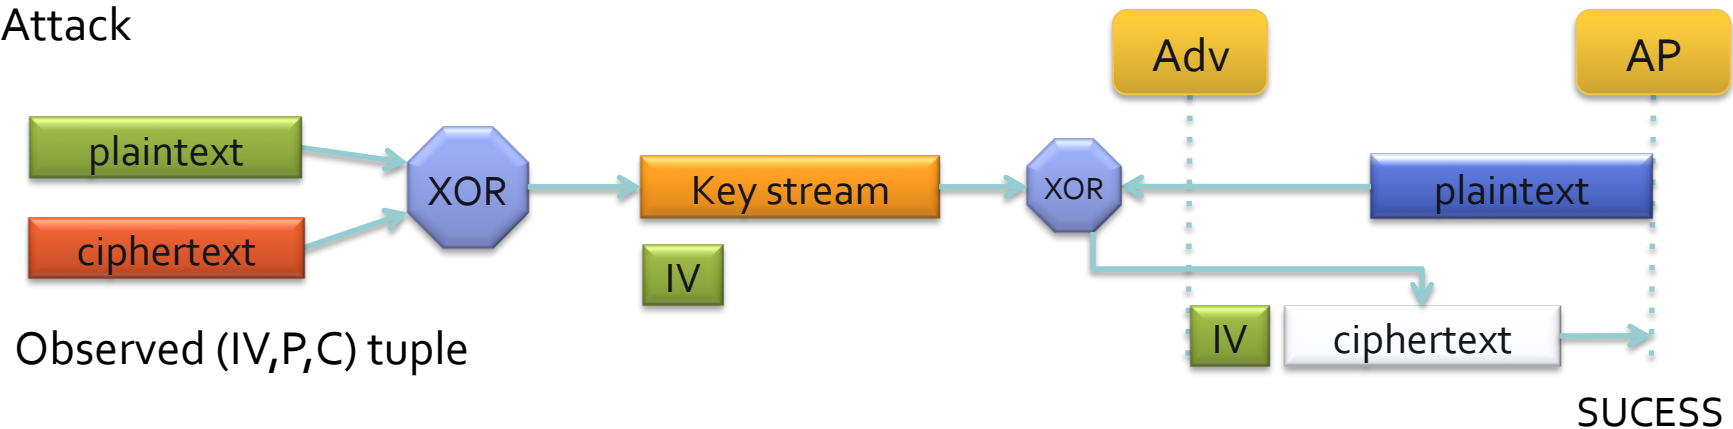 Attack
Adv
AP
plaintext
XOR
Key stream
XOR
plaintext
ciphertext
IV
IV
ciphertext
Observed (IV,P,C) tuple
SUCESS